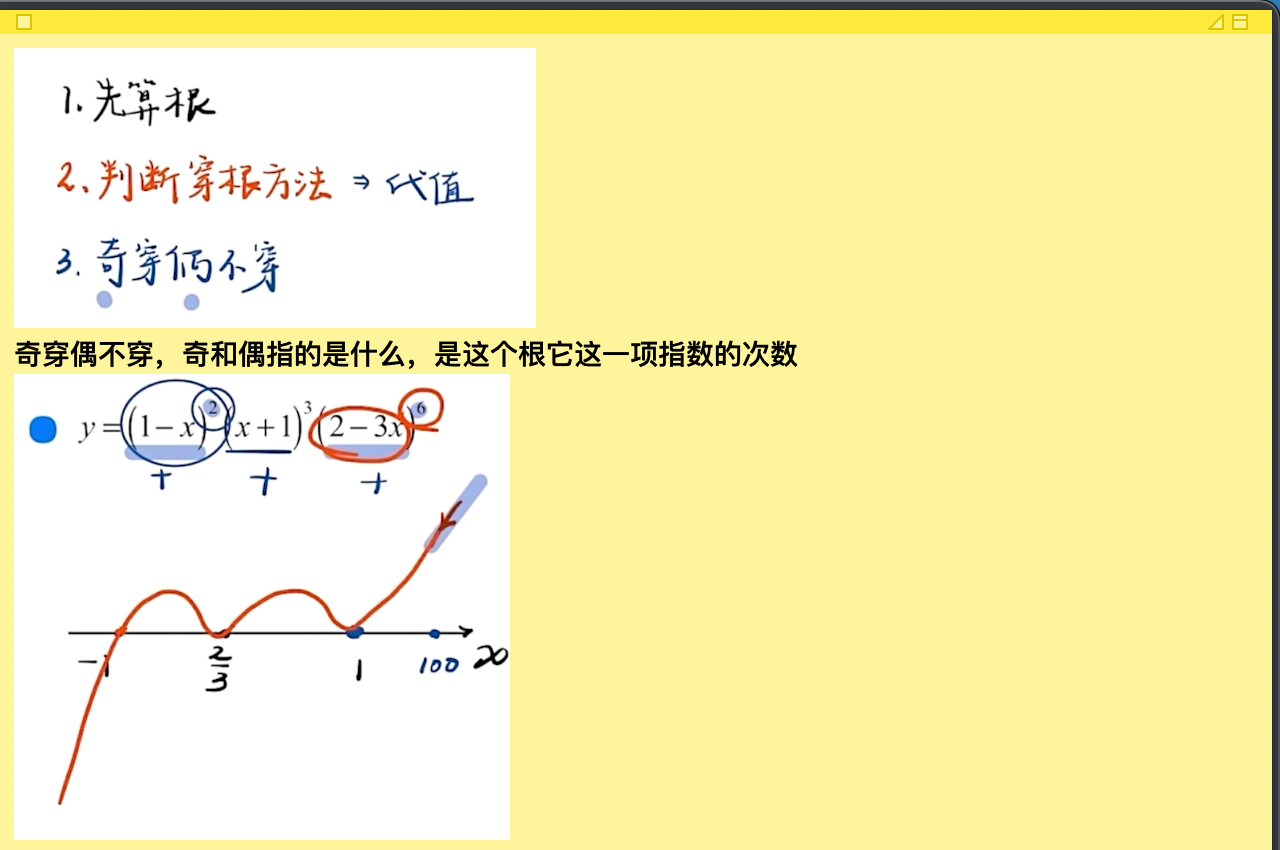 1. 先算根
2、判断穿根方法 ⇒ 代值
3. 奇穿偶不穿
奇穿偶不穿，奇和偶指的是什么，是这个根它这一项指数的次数
y=(1−x)²(x+1)³(2−3x)⁶
+ + +
−1 2/3 1 100 x